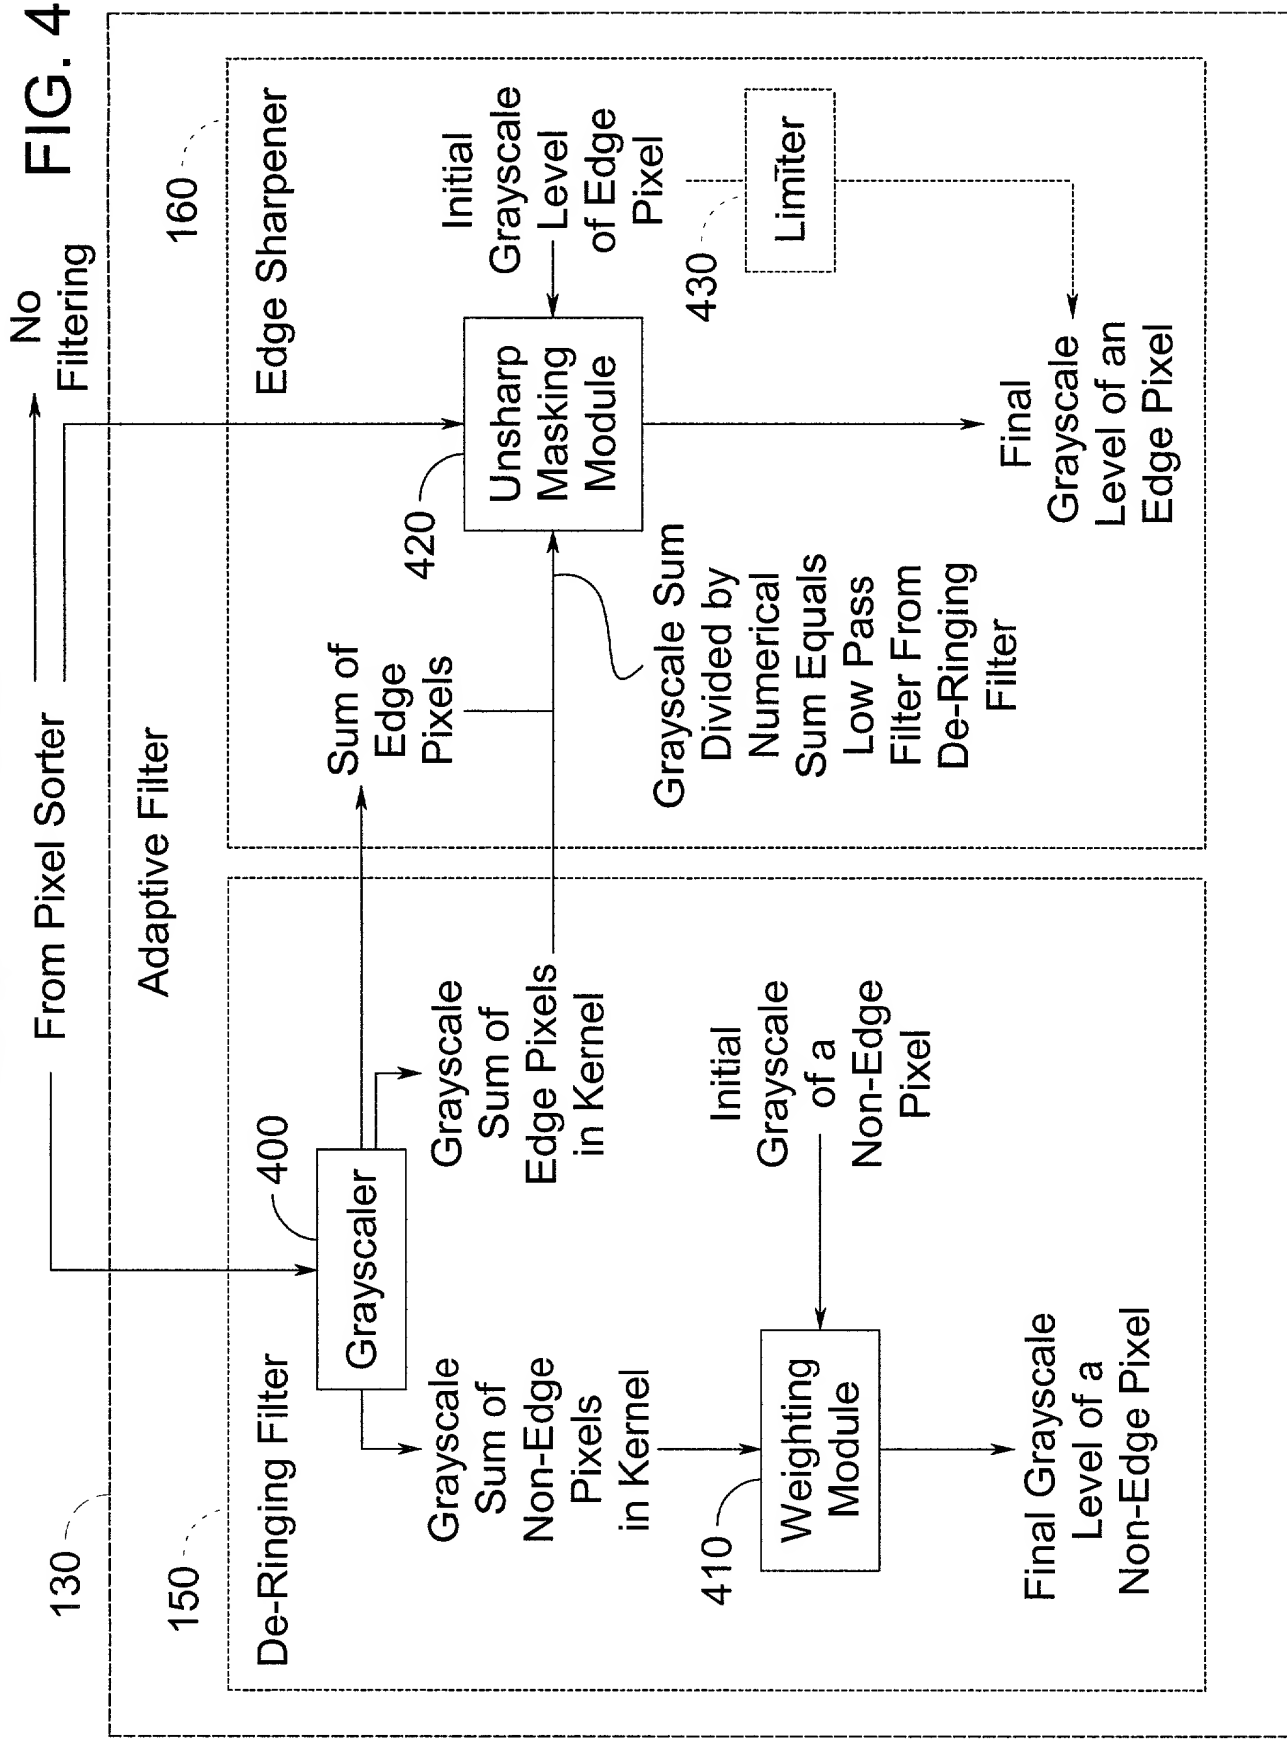 FIG. 4
From Pixel Sorter
No
Filtering
130
Adaptive Filter
150
De-Ringing Filter
400
Grayscaler
Grayscale
Sum of
Non-Edge
Pixels
in Kernel
Grayscale
Sum of
Edge Pixels
in Kernel
410
Weighting
Module
Initial
Grayscale
of a
Non-Edge
Pixel
Final Grayscale
Level of a
Non-Edge Pixel
160
Edge Sharpener
Sum of
Edge
Pixels
420
Unsharp
Masking
Module
Initial
Grayscale
Level
of Edge
Pixel
Grayscale Sum
Divided by
Numerical
Sum Equals
Low Pass
Filter From
De-Ringing
Filter
430
Limiter
Final
Grayscale
Level of an
Edge Pixel